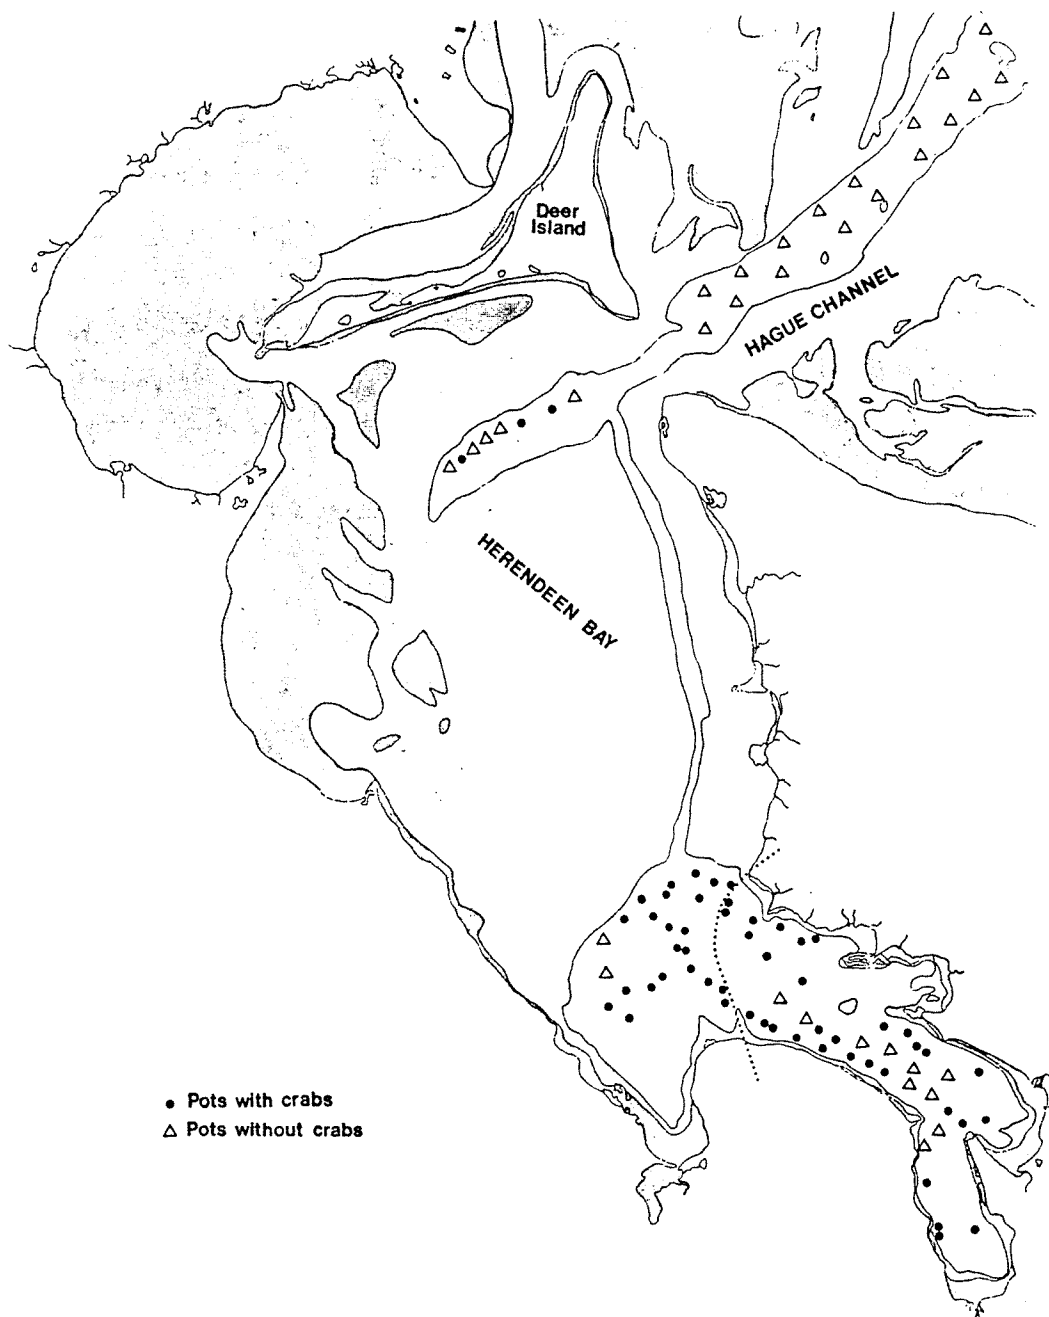 Deer
Island
HAGUE CHANNEL
HERENDEEN BAY
Pots with crabs
Pots without crabs